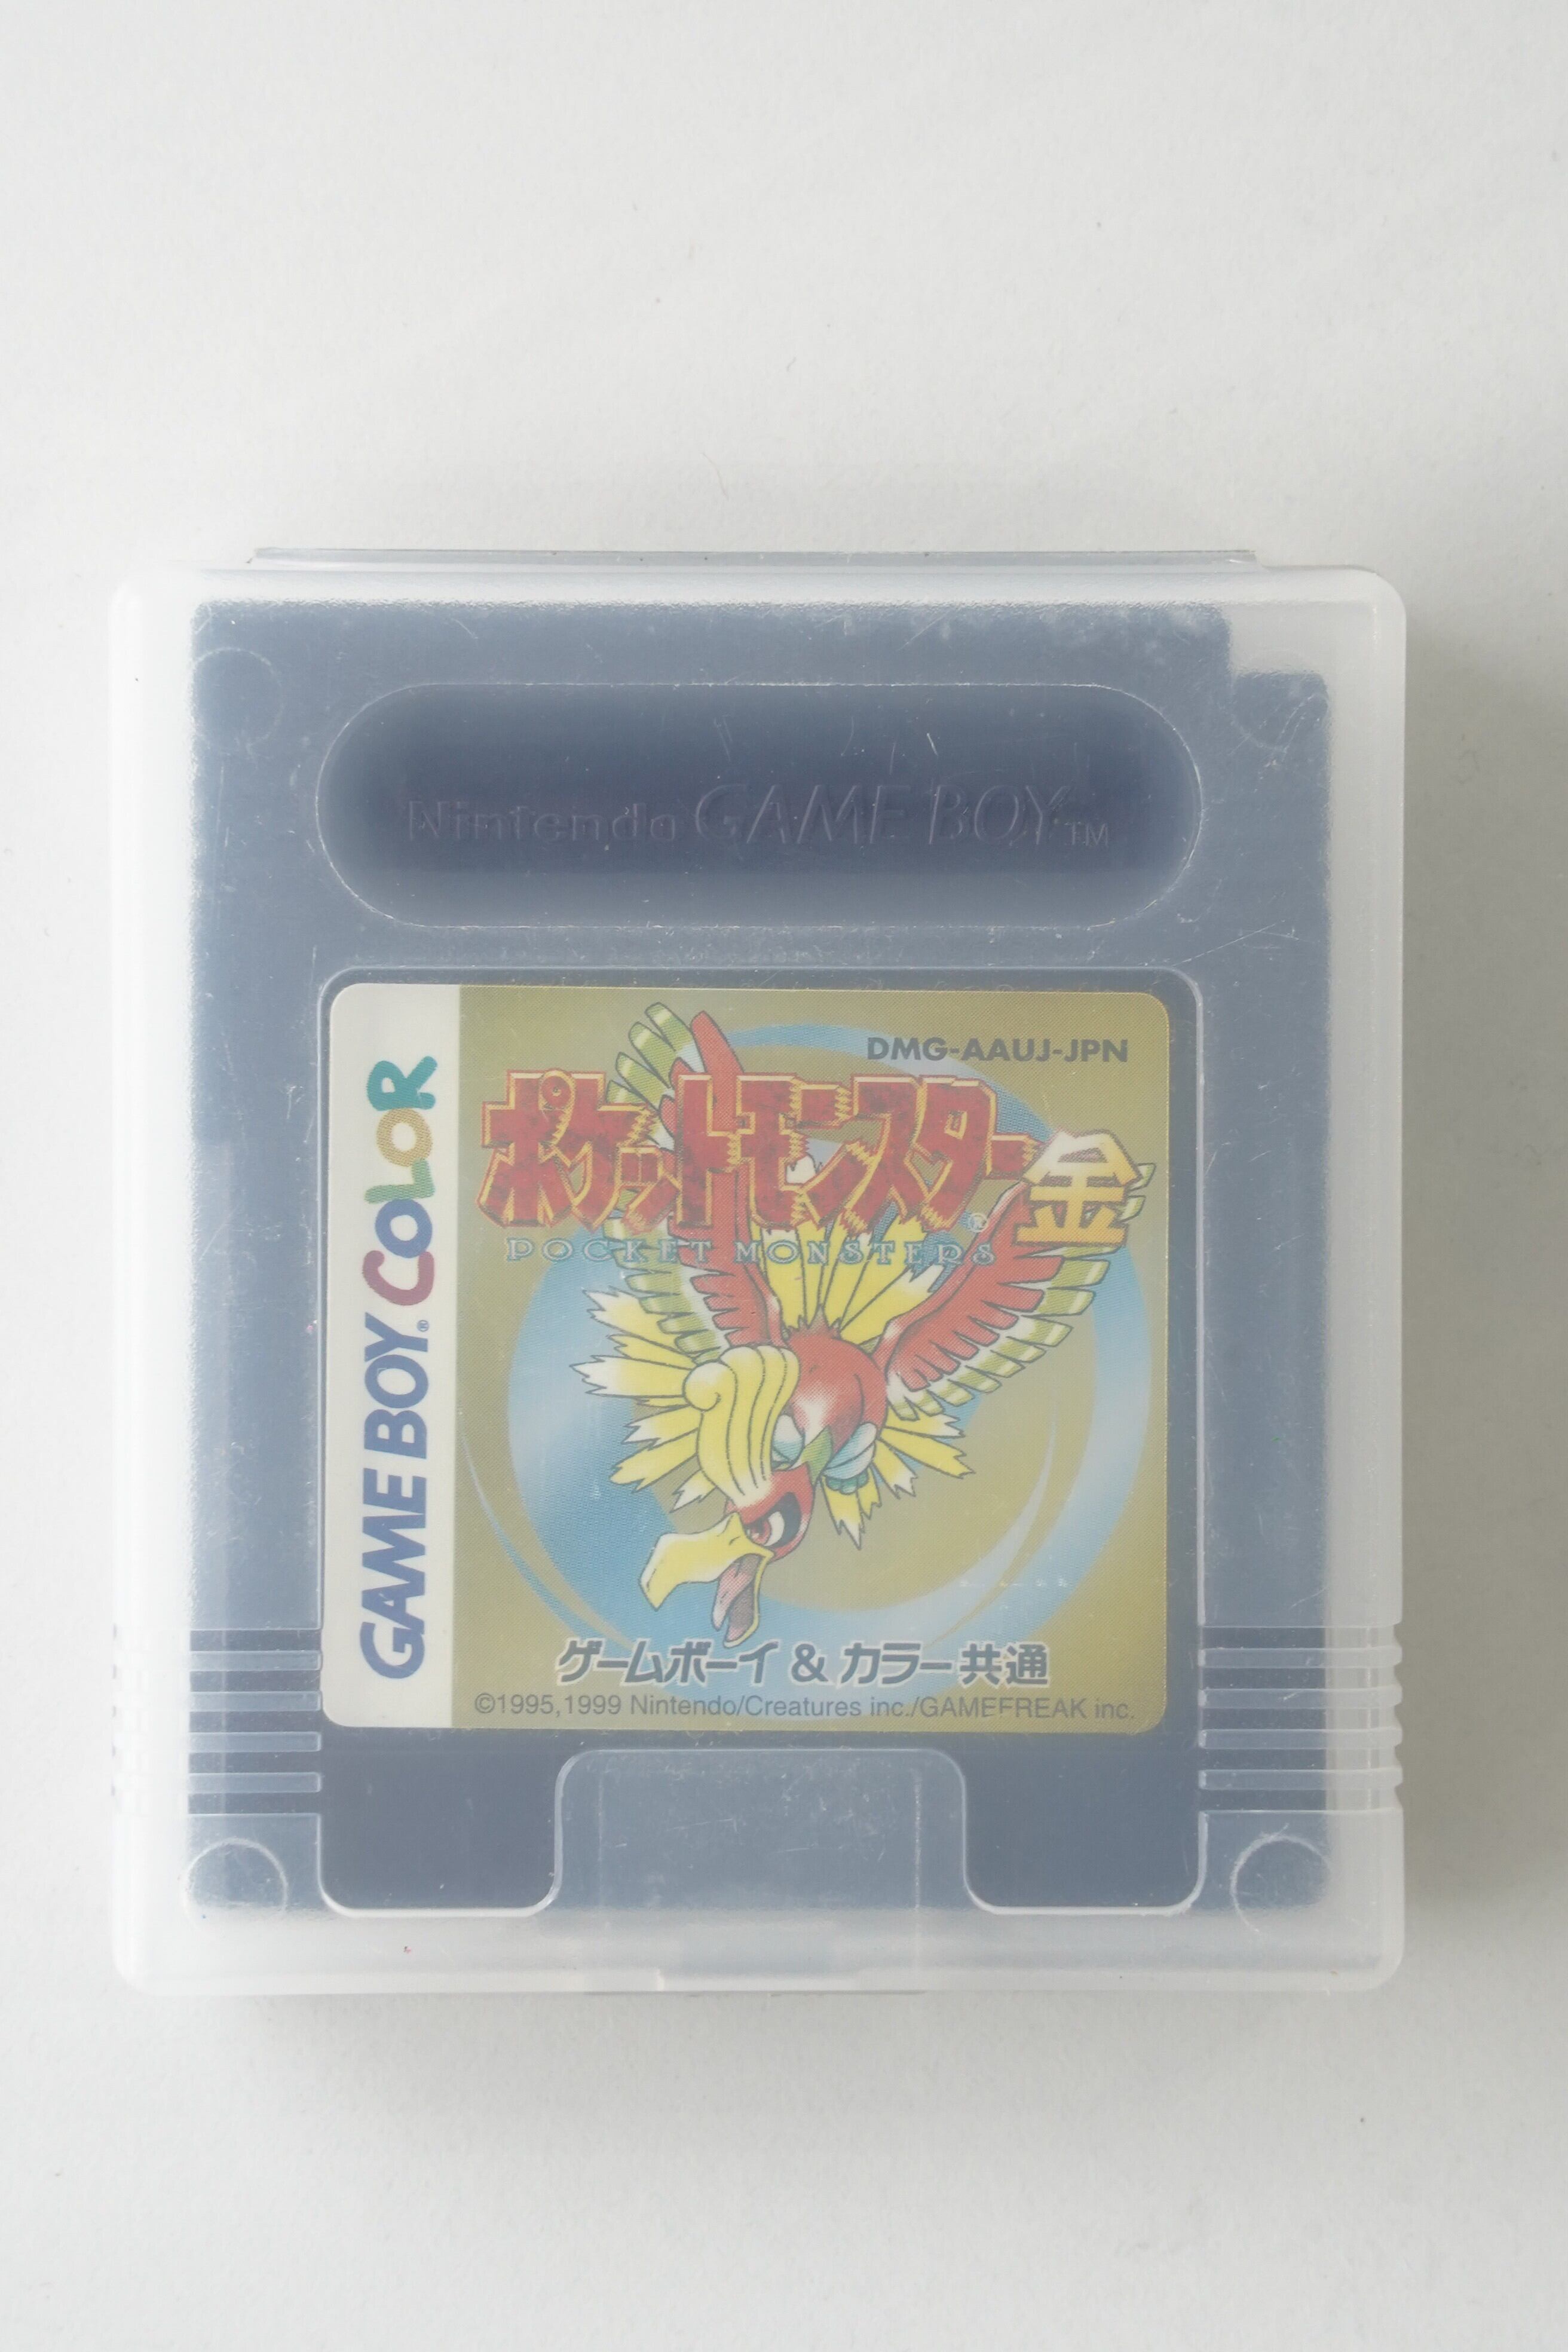 Nintendo GAME BOY™
GAME BOY® COLOR
DMG-AAUJ-JPN
ポケットモンスター®金
POCKET MONSTERS
ゲームボーイ & カラー共通
©1995,1999 Nintendo/Creatures inc./GAMEFREAK inc.